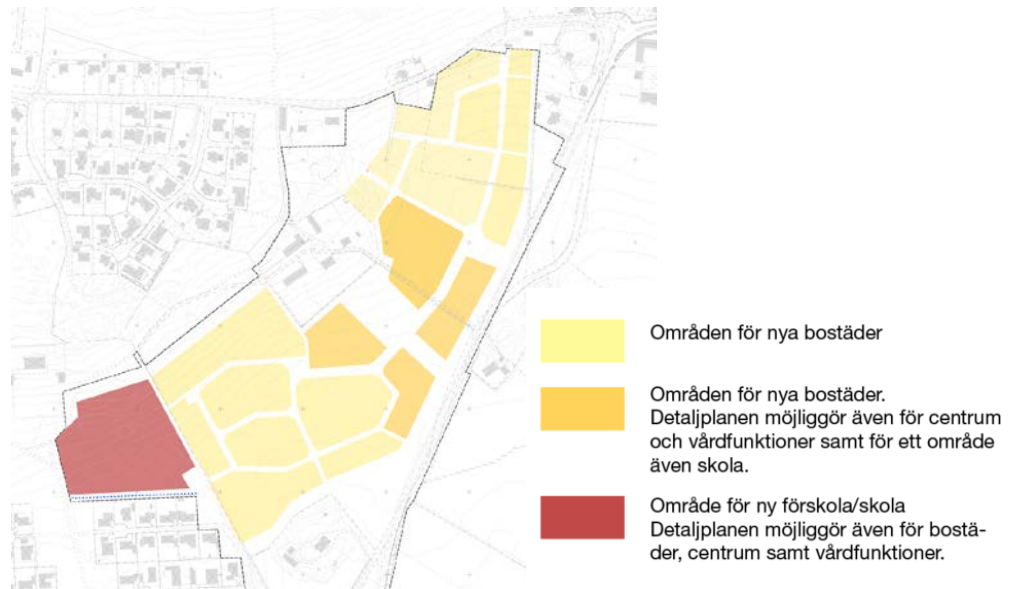 Områden för nya bostäder
Områden för nya bostäder.
Detaljplanen möjliggör även för centrum
och vårdfunktioner samt för ett område
även skola.
Område för ny förskola/skola
Detaljplanen möjliggör även för bostä-
der, centrum samt vårdfunktioner.